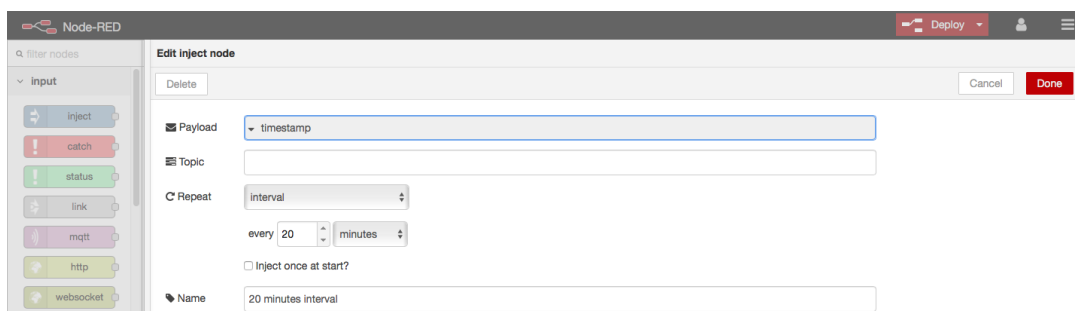 Node-RED
Deploy
filter nodes
Edit inject node
input
Delete
Cancel
Done
inject
Payload
timestamp
catch
Topic
status
Repeat
interval
link
every 20 minutes
mqtt
http
Inject once at start?
websocket
Name
20 minutes interval